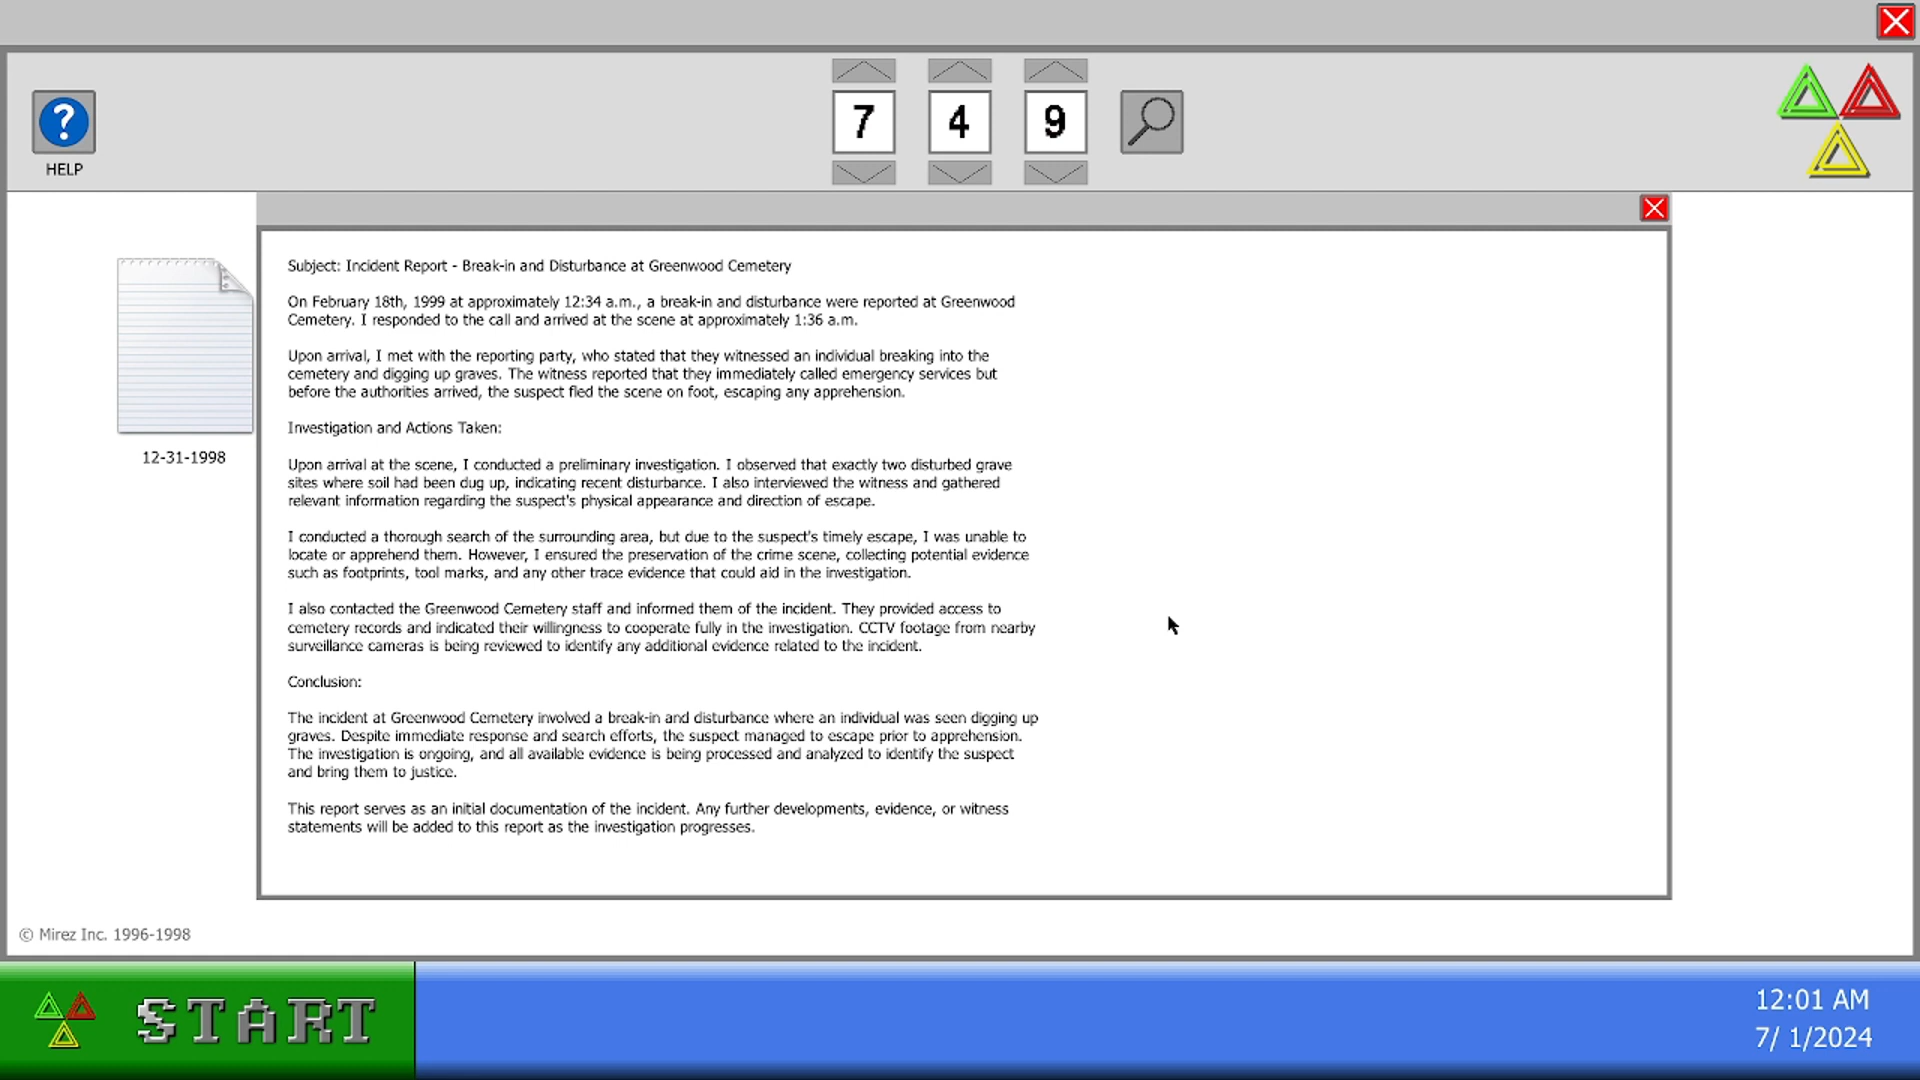 7 4 9
HELP
Subject: Incident Report - Break-in and Disturbance at Greenwood Cemetery
On February 18th, 1999 at approximately 12:34 a.m., a break-in and disturbance were reported at Greenwood
Cemetery. I responded to the call and arrived at the scene at approximately 1:36 a.m.
Upon arrival, I met with the reporting party, who stated that they witnessed an individual breaking into the
cemetery and digging up graves. The witness reported that they immediately called emergency services but
before the authorities arrived, the suspect fled the scene on foot, escaping any apprehension.
Investigation and Actions Taken:
Upon arrival at the scene, I conducted a preliminary investigation. I observed that exactly two disturbed grave
sites where soil had been dug up, indicating recent disturbance. I also interviewed the witness and gathered
relevant information regarding the suspect's physical appearance and direction of escape.
I conducted a thorough search of the surrounding area, but due to the suspect's timely escape, I was unable to
locate or apprehend them. However, I ensured the preservation of the crime scene, collecting potential evidence
such as footprints, tool marks, and any other trace evidence that could aid in the investigation.
I also contacted the Greenwood Cemetery staff and informed them of the incident. They provided access to
cemetery records and indicated their willingness to cooperate fully in the investigation. CCTV footage from nearby
surveillance cameras is being reviewed to identify any additional evidence related to the incident.
Conclusion:
The incident at Greenwood Cemetery involved a break-in and disturbance where an individual was seen digging up
graves. Despite immediate response and search efforts, the suspect managed to escape prior to apprehension.
The investigation is ongoing, and all available evidence is being processed and analyzed to identify the suspect
and bring them to justice.
This report serves as an initial documentation of the incident. Any further developments, evidence, or witness
statements will be added to this report as the investigation progresses.
12-31-1998
© Mirez Inc. 1996-1998
START
12:01 AM
7/ 1/2024